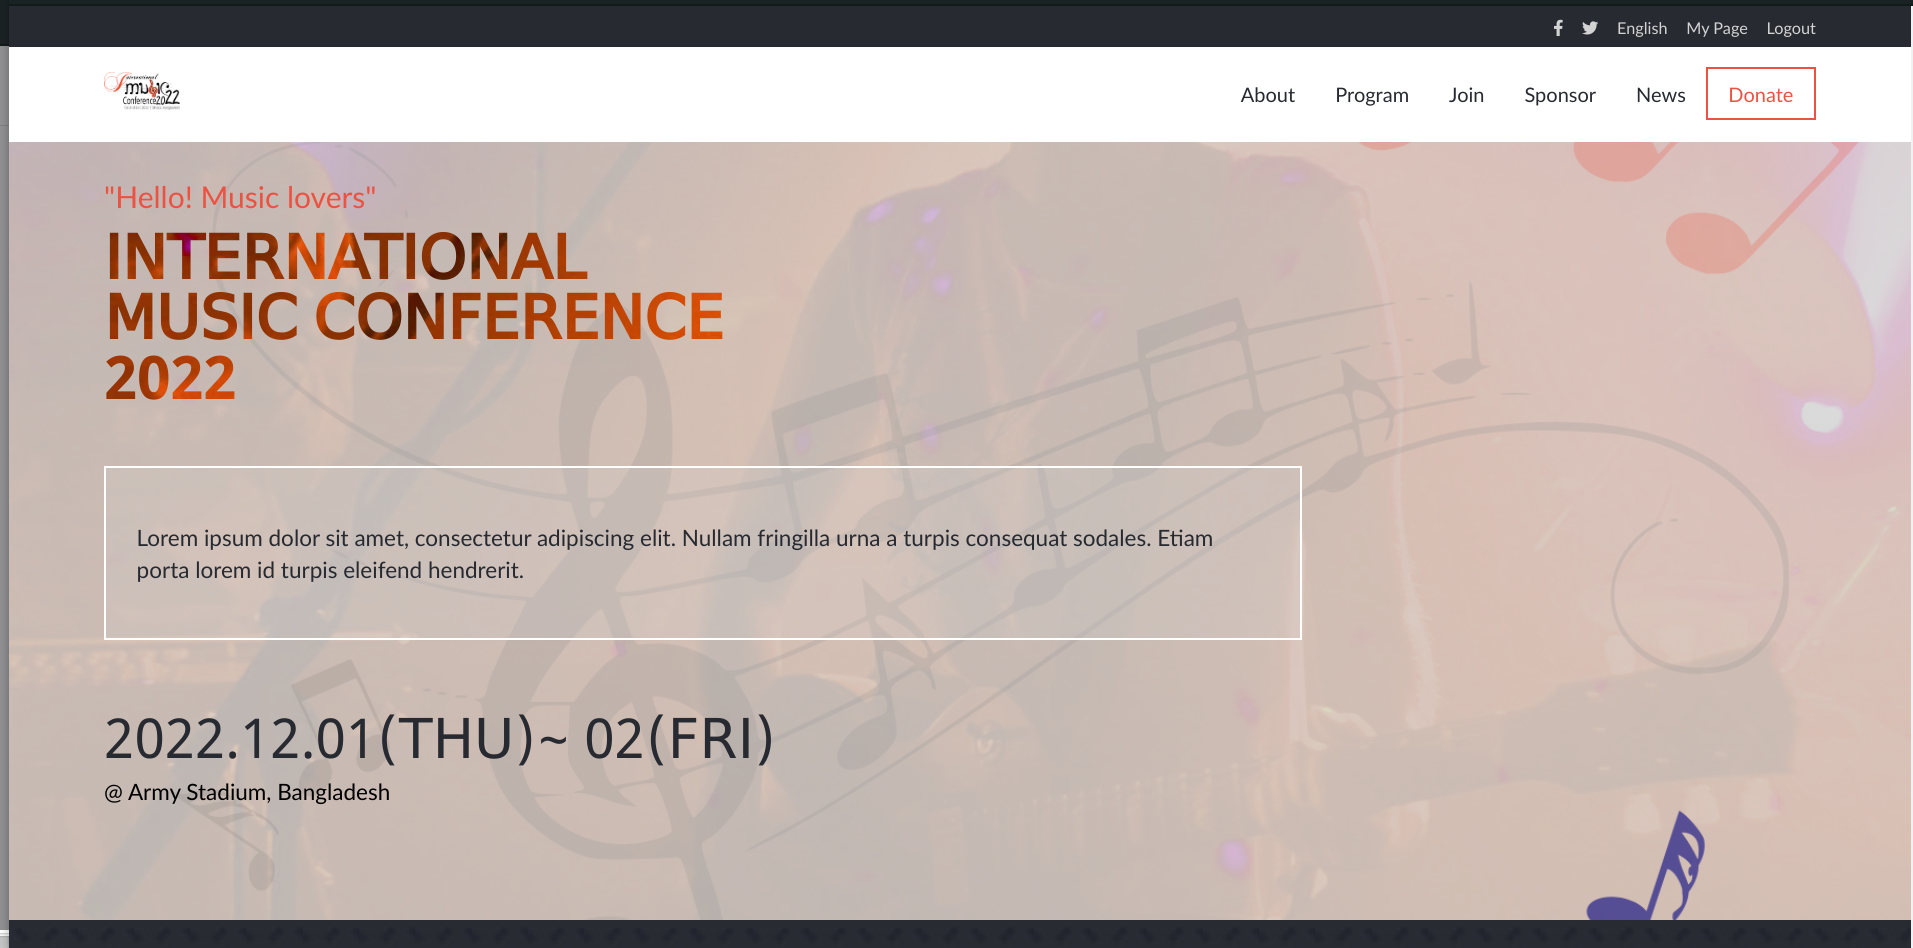 English My Page Logout
International
music
Conference2022
About Program Join Sponsor News Donate
"Hello! Music lovers"
INTERNATIONAL
MUSIC CONFERENCE
2022
Lorem ipsum dolor sit amet, consectetur adipiscing elit. Nullam fringilla urna a turpis consequat sodales. Etiam
porta lorem id turpis eleifend hendrerit.
2022.12.01(THU)~ 02(FRI)
@ Army Stadium, Bangladesh